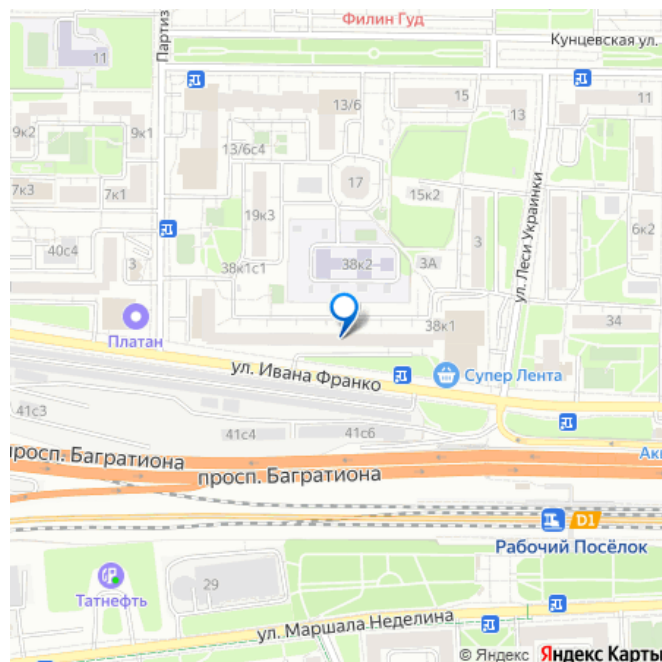 Филин Гуд
Кунцевская ул.
Партиз
11
15
11
13/6
13
9к2
9к1
13/6с4
17
7к3
7к1
15к2
19к3
ул. Леси Украинки
3
6к2
40с4
3
38к1с1
38к2
3А
Платан
38к1
34
ул. Ивана Франко
Супер Лента
41с3
41с4
41с6
просп. Багратиона
просп. Багратиона
Ак
D1
Рабочий Посёлок
29
Татнефть
ул. Маршала Неделина
© Яндекс Яндекс Карты